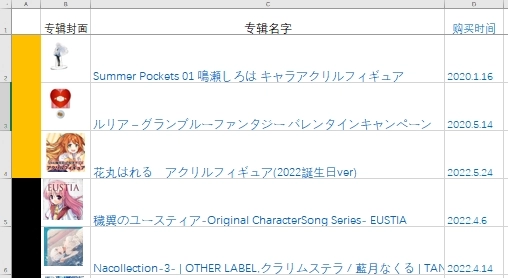 A B C D
1 专辑封面 专辑名字 购买时间
2 Summer Pockets 01 鳴瀬しろは キャラアクリルフィギュア 2020.1.16
3 ルリア – グランブルーファンタジー バレンタインキャンペーン 2020.5.14
4 花丸はれる アクリルフィギュア(2022誕生日ver) 2022.5.24
5 EUSTIA 穢翼のユースティア-Original CharacterSong Series- EUSTIA 2022.4.6
6 Nacollection-3- | OTHER LABEL,クラリムステラ / 藍月なくる | TAN 2022.4.14